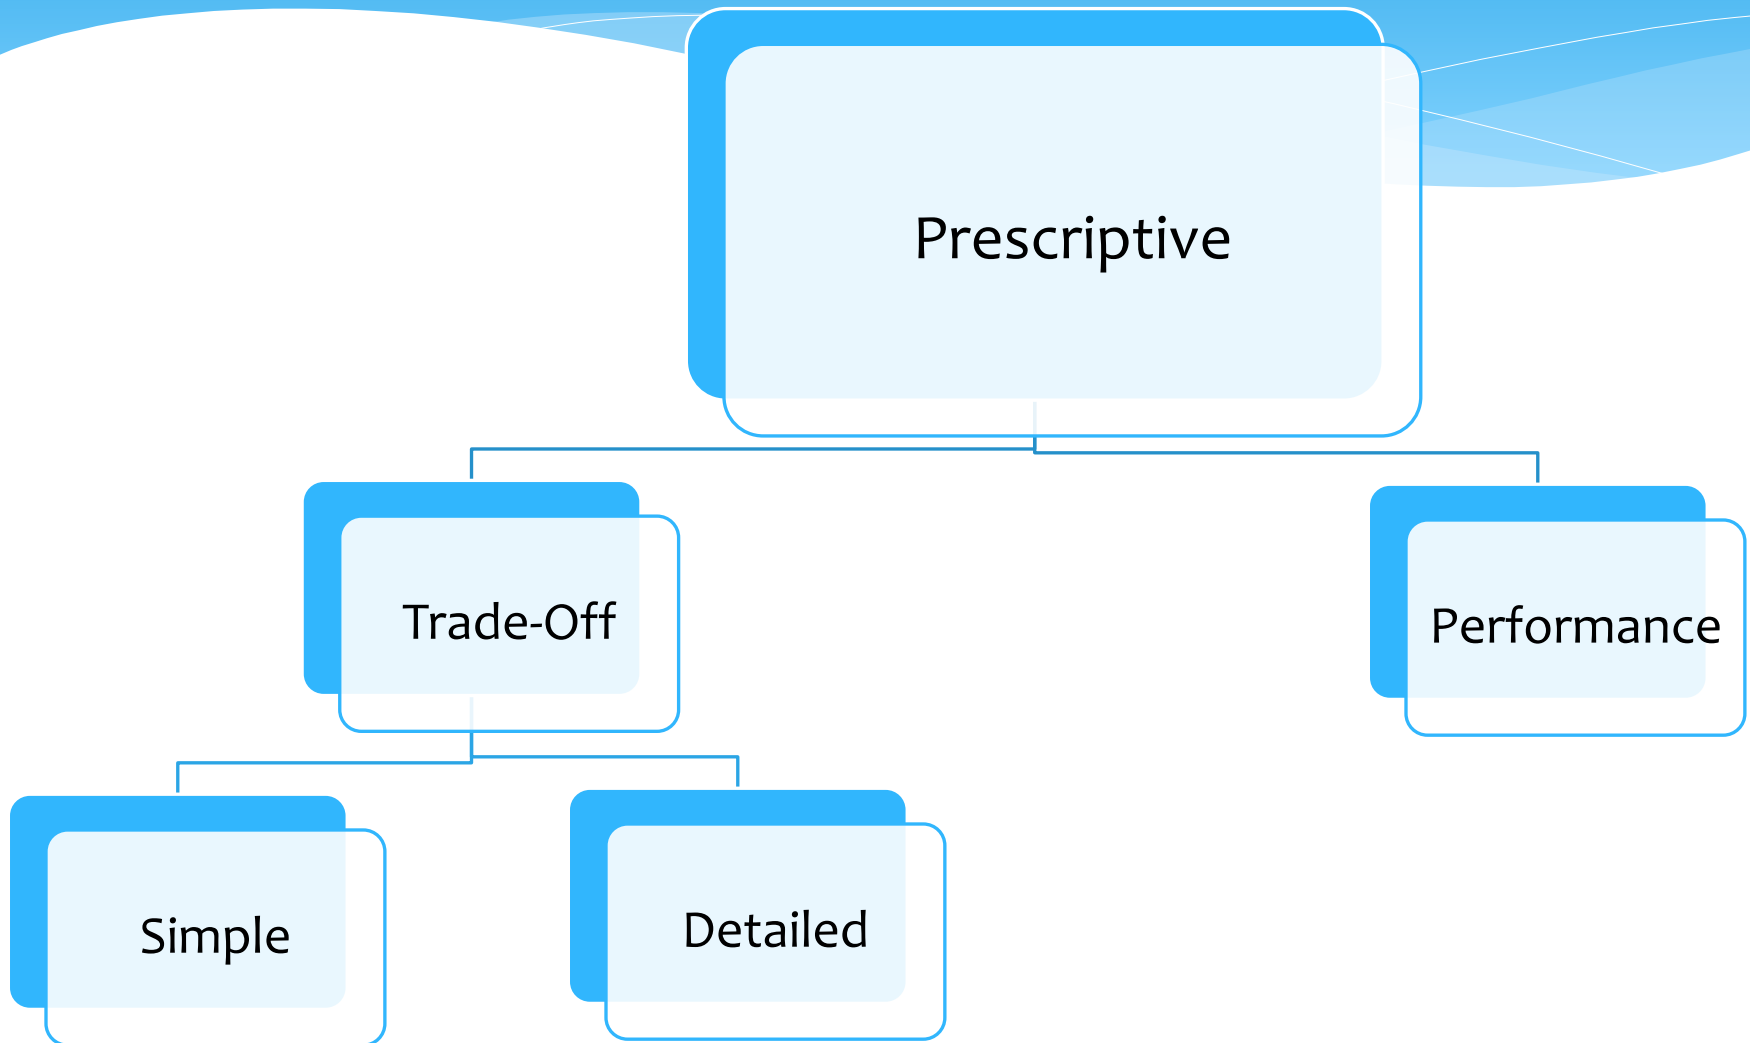 Prescriptive
Trade-Off
Performance
Simple
Detailed